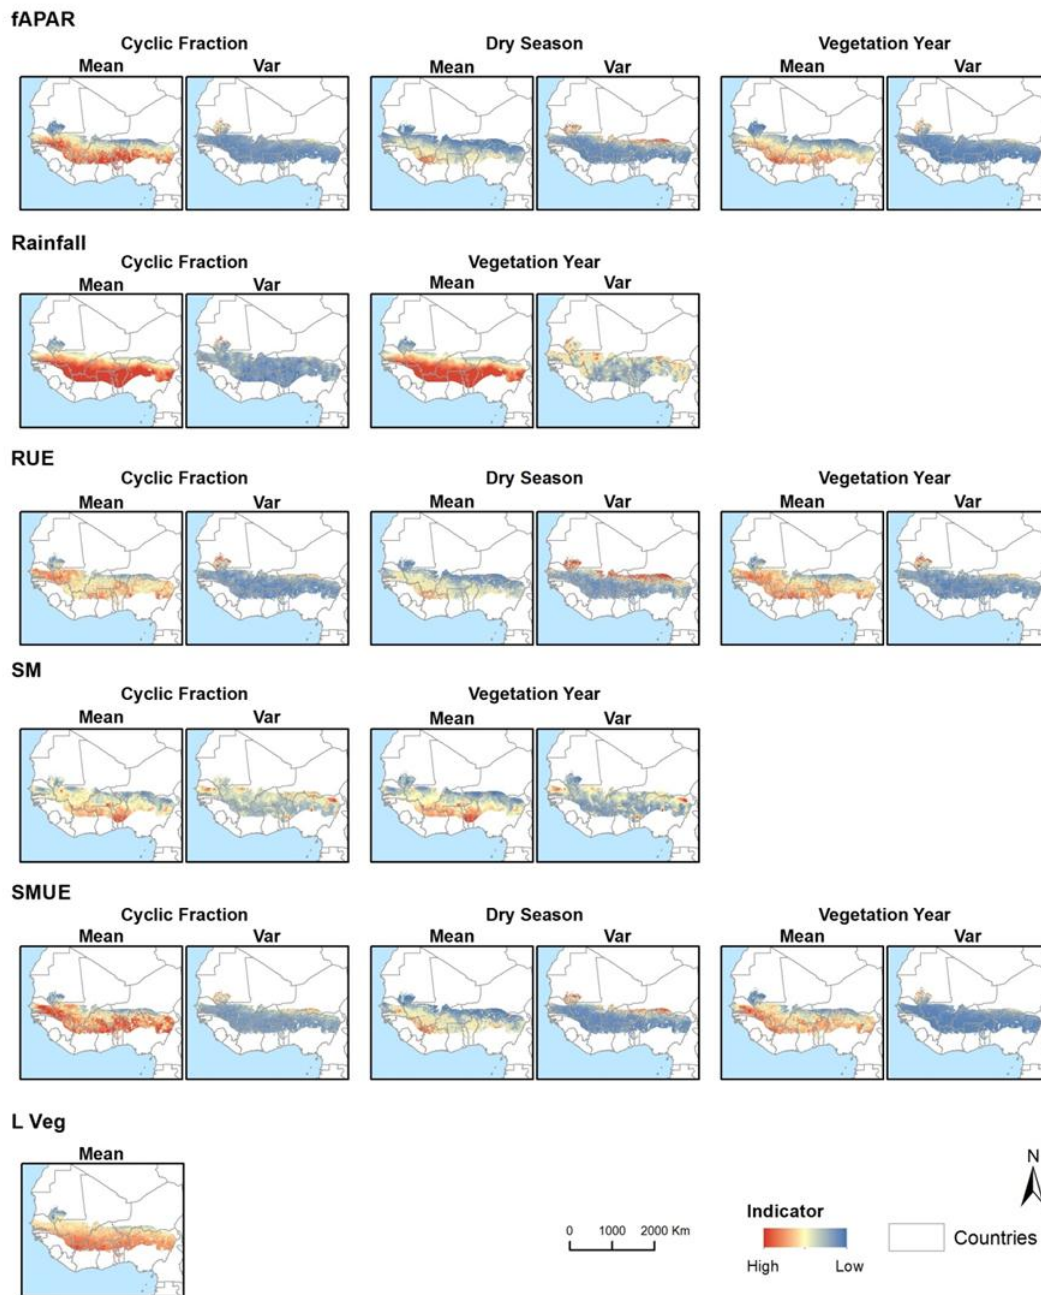 fAPAR
Cyclic Fraction Dry Season Vegetation Year
Mean Var Mean Var Mean Var
Rainfall
Cyclic Fraction Vegetation Year
Mean Var Mean Var
RUE
Cyclic Fraction Dry Season Vegetation Year
Mean Var Mean Var Mean Var
SM
Cyclic Fraction Vegetation Year
Mean Var Mean Var
SMUE
Cyclic Fraction Dry Season Vegetation Year
Mean Var Mean Var Mean Var
L Veg
Mean
N
Indicator
0 1000 2000 Km
Countries
High Low